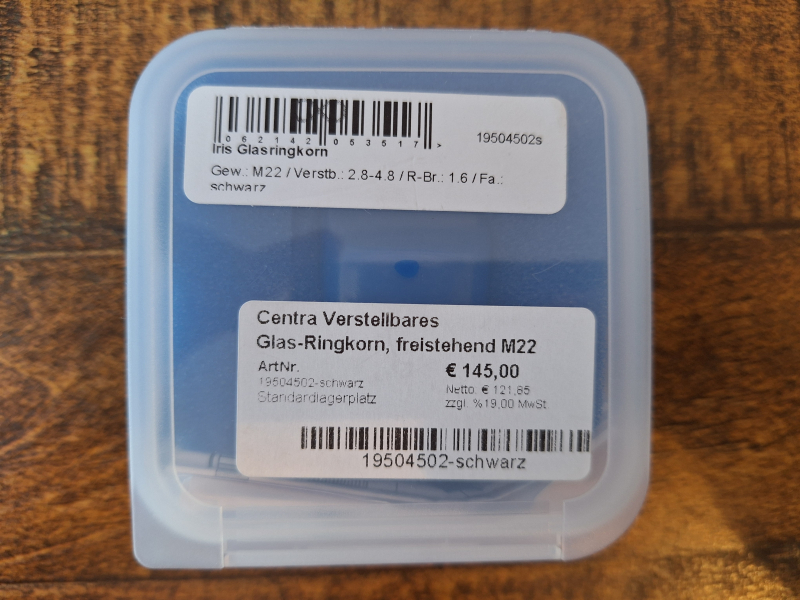 062142 053517 >
19504502s
Iris Glasringkorn
Gew.: M22 / Verstb.: 2.8-4.8 / R-Br.: 1.6 / Fa.:
schwarz
Centra Verstellbares
Glas-Ringkorn, freistehend M22
ArtNr.
€ 145,00
19504502-schwarz
Netto: € 121,85
Standardlagerplatz
zzgl. %19,00 MwSt
19504502-schwarz